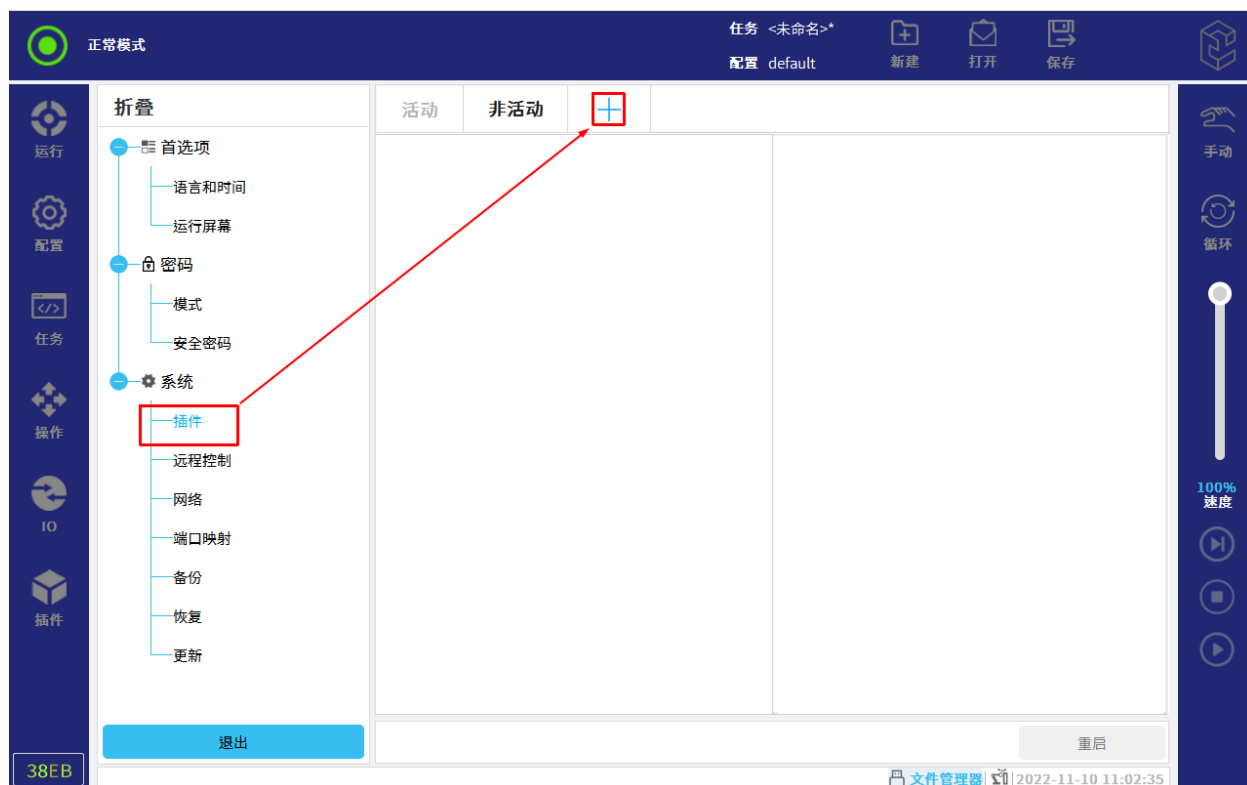 正常模式
任务 <未命名>*
配置 default
新建
打开
保存
运行
配置
任务
操作
IO
插件
38EB
折叠
首选项
语言和时间
运行屏幕
密码
模式
安全密码
系统
插件
远程控制
网络
端口映射
备份
恢复
更新
退出
活动 非活动
重启
文件管理器 2022-11-10 11:02:35
手动
循环
100%
速度